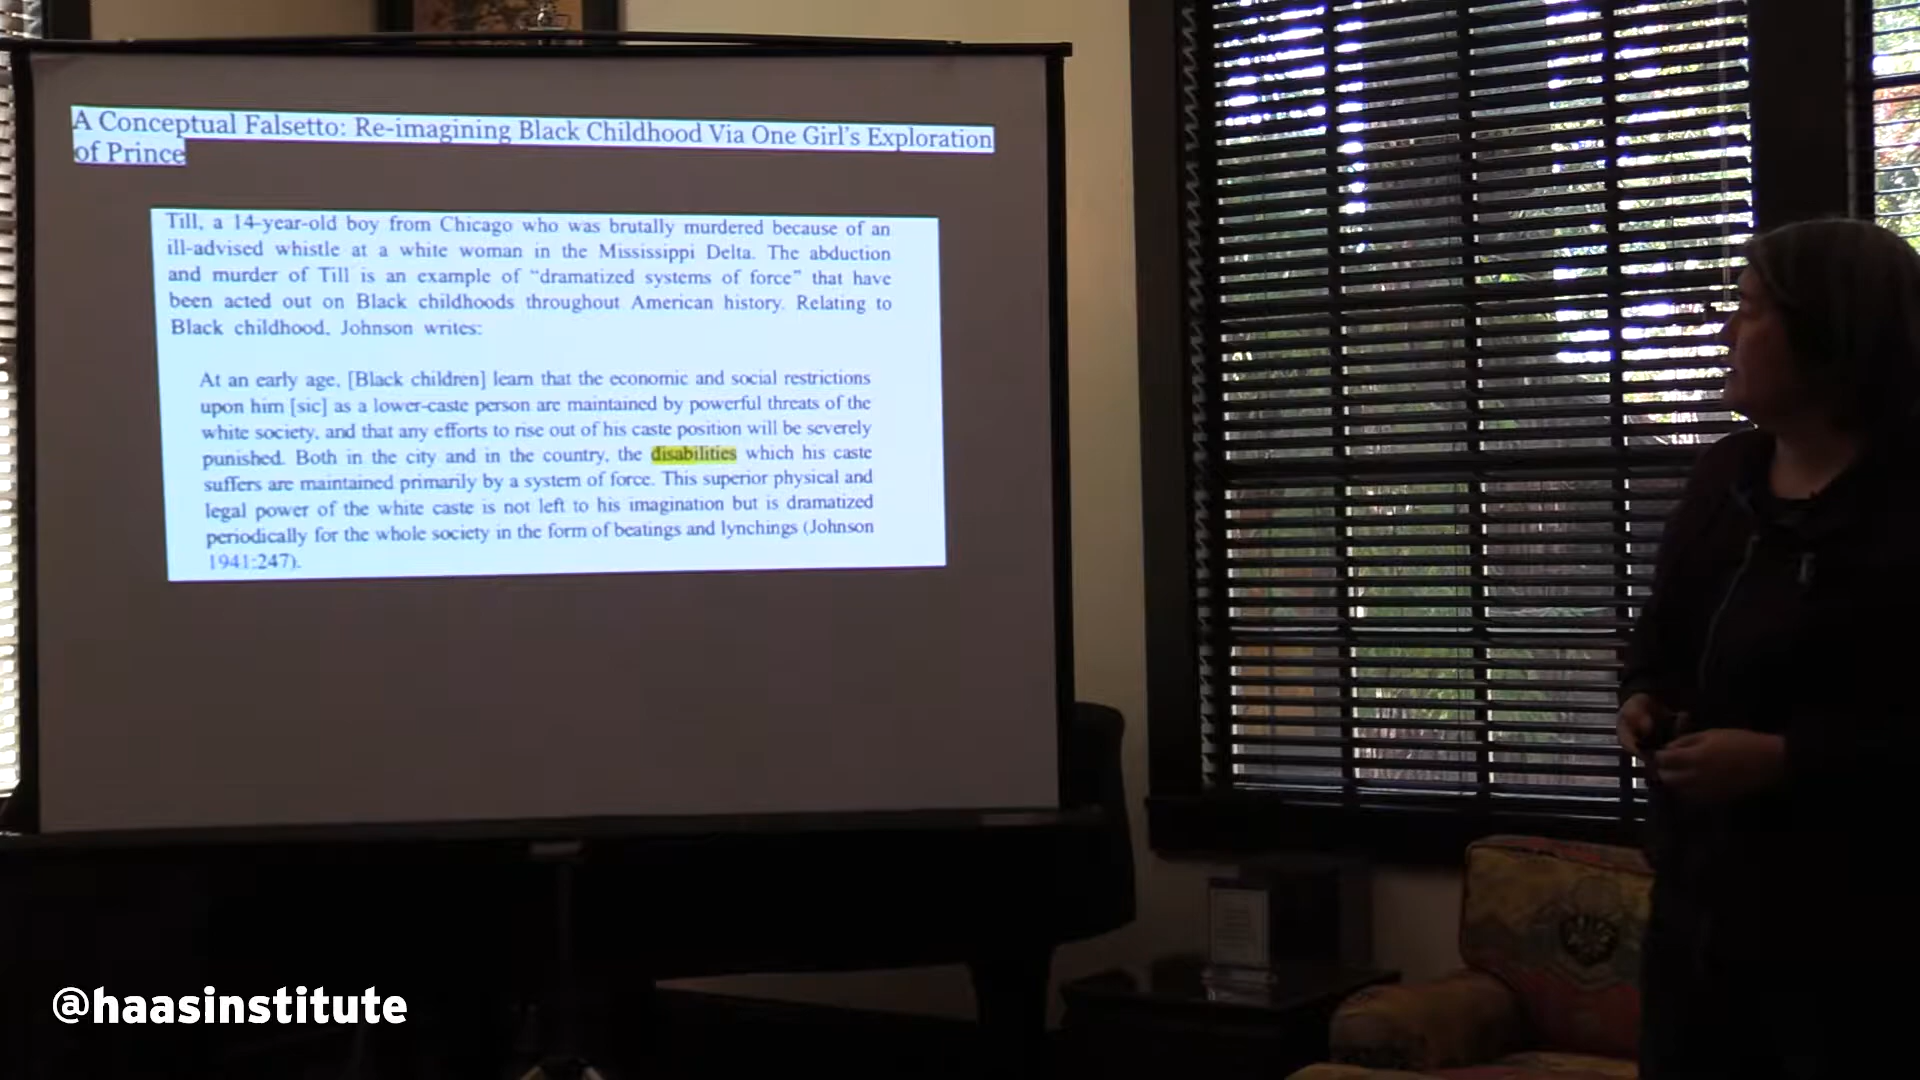 A Conceptual Falsetto: Re-imagining Black Childhood Via One Girl's Exploration
of Prince
Till, a 14-year-old boy from Chicago who was brutally murdered because of an
ill-advised whistle at a white woman in the Mississippi Delta. The abduction
and murder of Till is an example of “dramatized systems of force” that have
been acted out on Black childhoods throughout American history. Relating to
Black childhood, Johnson writes:
At an early age, [Black children] learn that the economic and social restrictions
upon him [sic] as a lower-caste person are maintained by powerful threats of the
white society, and that any efforts to rise out of his caste position will be severely
punished. Both in the city and in the country, the disabilities which his caste
suffers are maintained primarily by a system of force. This superior physical and
legal power of the white caste is not left to his imagination but is dramatized
periodically for the whole society in the form of beatings and lynchings (Johnson
1941:247).
@haasinstitute